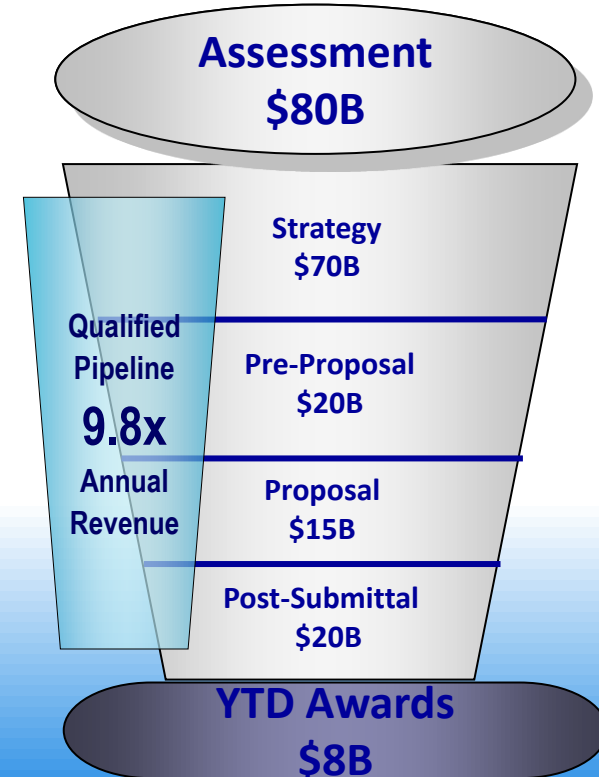 Assessment
$80B
Strategy
$70B
Qualified
Pipeline
9.8x
Annual
Revenue
Pre-Proposal
$20B
Proposal
$15B
Post-Submittal
$20B
YTD Awards
$8B